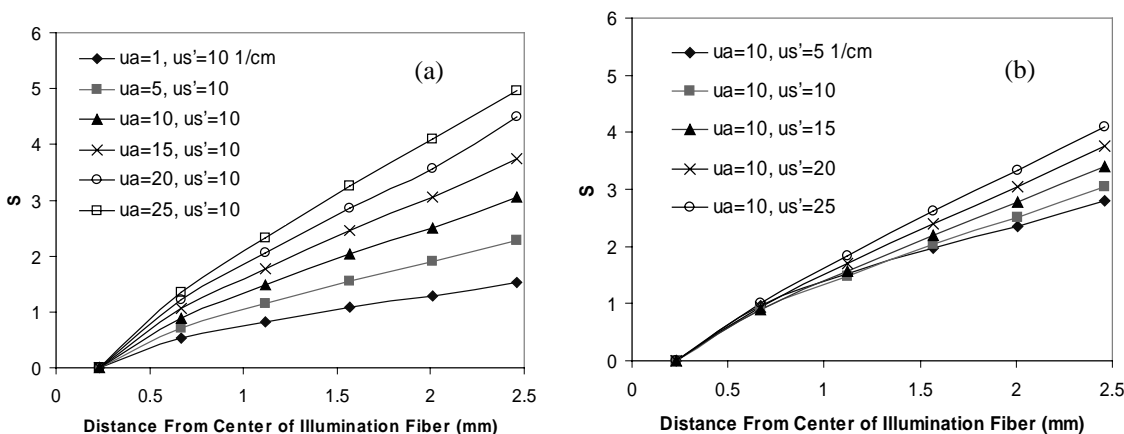 6
5
4
3
2
1
0
S
ua=1, us'=10 1/cm
ua=5, us'=10
ua=10, us'=10
ua=15, us'=10
ua=20, us'=10
ua=25, us'=10
(a)
0 0.5 1 1.5 2 2.5
Distance From Center of Illumination Fiber (mm)
6
5
4
3
2
1
0
S
ua=10, us'=5 1/cm
ua=10, us'=10
ua=10, us'=15
ua=10, us'=20
ua=10, us'=25
(b)
0 0.5 1 1.5 2 2.5
Distance From Center of Illumination Fiber (mm)